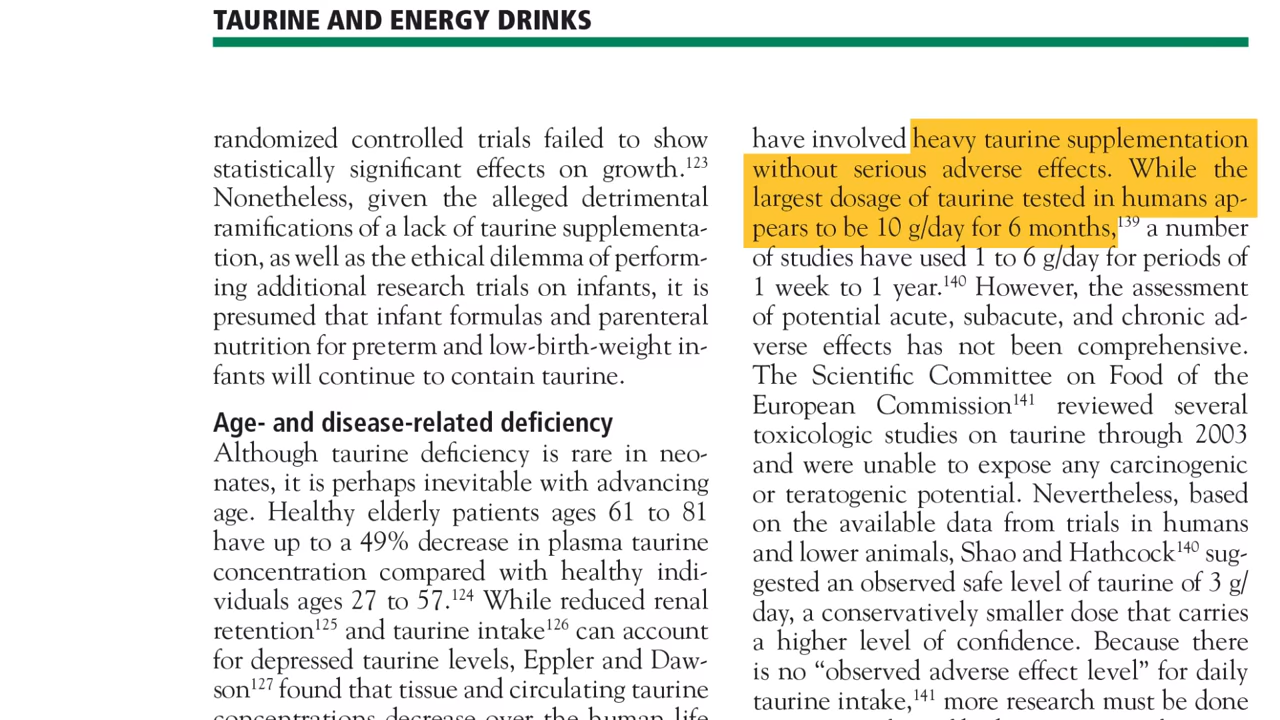 TAURINE AND ENERGY DRINKS
randomized controlled trials failed to show
statistically significant effects on growth.123
Nonetheless, given the alleged detrimental
ramifications of a lack of taurine supplementa-
tion, as well as the ethical dilemma of perform-
ing additional research trials on infants, it is
presumed that infant formulas and parenteral
nutrition for preterm and low-birth-weight in-
fants will continue to contain taurine.
Age- and disease-related deficiency
Although taurine deficiency is rare in neo-
nates, it is perhaps inevitable with advancing
age. Healthy elderly patients ages 61 to 81
have up to a 49% decrease in plasma taurine
concentration compared with healthy indi-
viduals ages 27 to 57.124 While reduced renal
retention125 and taurine intake126 can account
for depressed taurine levels, Eppler and Daw-
son127 found that tissue and circulating taurine
concentrations decrease over the human life
have involved heavy taurine supplementation
without serious adverse effects. While the
largest dosage of taurine tested in humans ap-
pears to be 10 g/day for 6 months,139 a number
of studies have used 1 to 6 g/day for periods of
1 week to 1 year.140 However, the assessment
of potential acute, subacute, and chronic ad-
verse effects has not been comprehensive.
The Scientific Committee on Food of the
European Commission141 reviewed several
toxicologic studies on taurine through 2003
and were unable to expose any carcinogenic
or teratogenic potential. Nevertheless, based
on the available data from trials in humans
and lower animals, Shao and Hathcock140 sug-
gested an observed safe level of taurine of 3 g/
day, a conservatively smaller dose that carries
a higher level of confidence. Because there
is no “observed adverse effect level” for daily
taurine intake,141 more research must be done